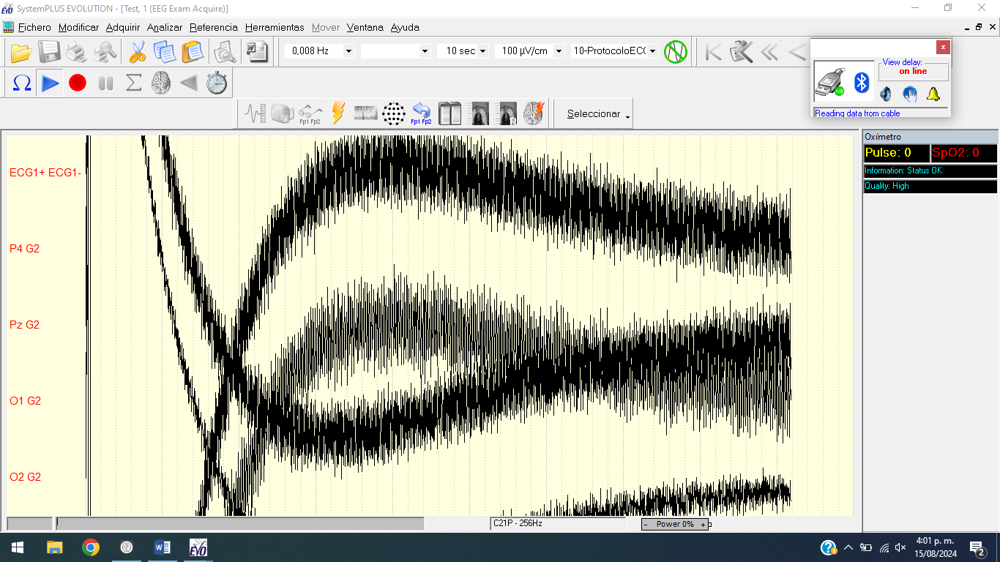 SystemPLUS EVOLUTION - [Test, 1 (EEG Exam Acquire)]
Fichero Modificar Adquirir Analizar Referencia Herramientas Mover Ventana Ayuda
0,008 Hz 10 sec 100 µV/cm 10-ProtocoloECG
View delay:
on line
Reading data from cable
Fp1 Fp2 Fp1 Fp2 R
Seleccionar
Oxímetro
Pulse: 0 SpO2: 0
Information: Status OK
Quality: High
ECG1+ ECG1-
P4 G2
Pz G2
O1 G2
O2 G2
C21P - 256Hz
- Power 0% +
EVO
4:01 p. m.
15/08/2024
2